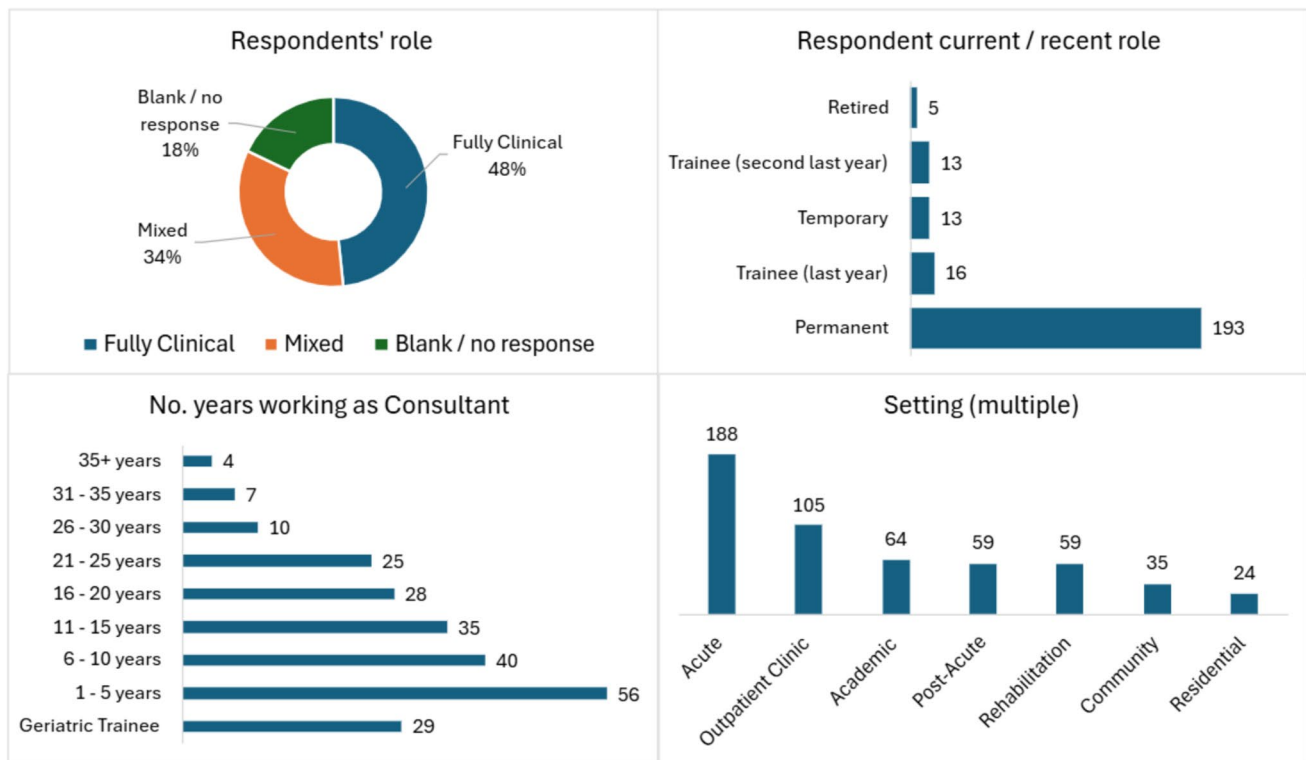 Respondents' role
Blank / no
response
18%
Fully Clinical
48%
Mixed
34%
Fully Clinical Mixed Blank / no response
Respondent current / recent role
Retired 5
Trainee (second last year) 13
Temporary 13
Trainee (last year) 16
Permanent 193
No. years working as Consultant
35+ years 4
31 - 35 years 7
26 - 30 years 10
21 - 25 years 25
16 - 20 years 28
11 - 15 years 35
6 - 10 years 40
1 - 5 years 56
Geriatric Trainee 29
Setting (multiple)
188
105
64
59
59
35
24
Acute
Outpatient Clinic
Academic
Post-Acute
Rehabilitation
Community
Residential